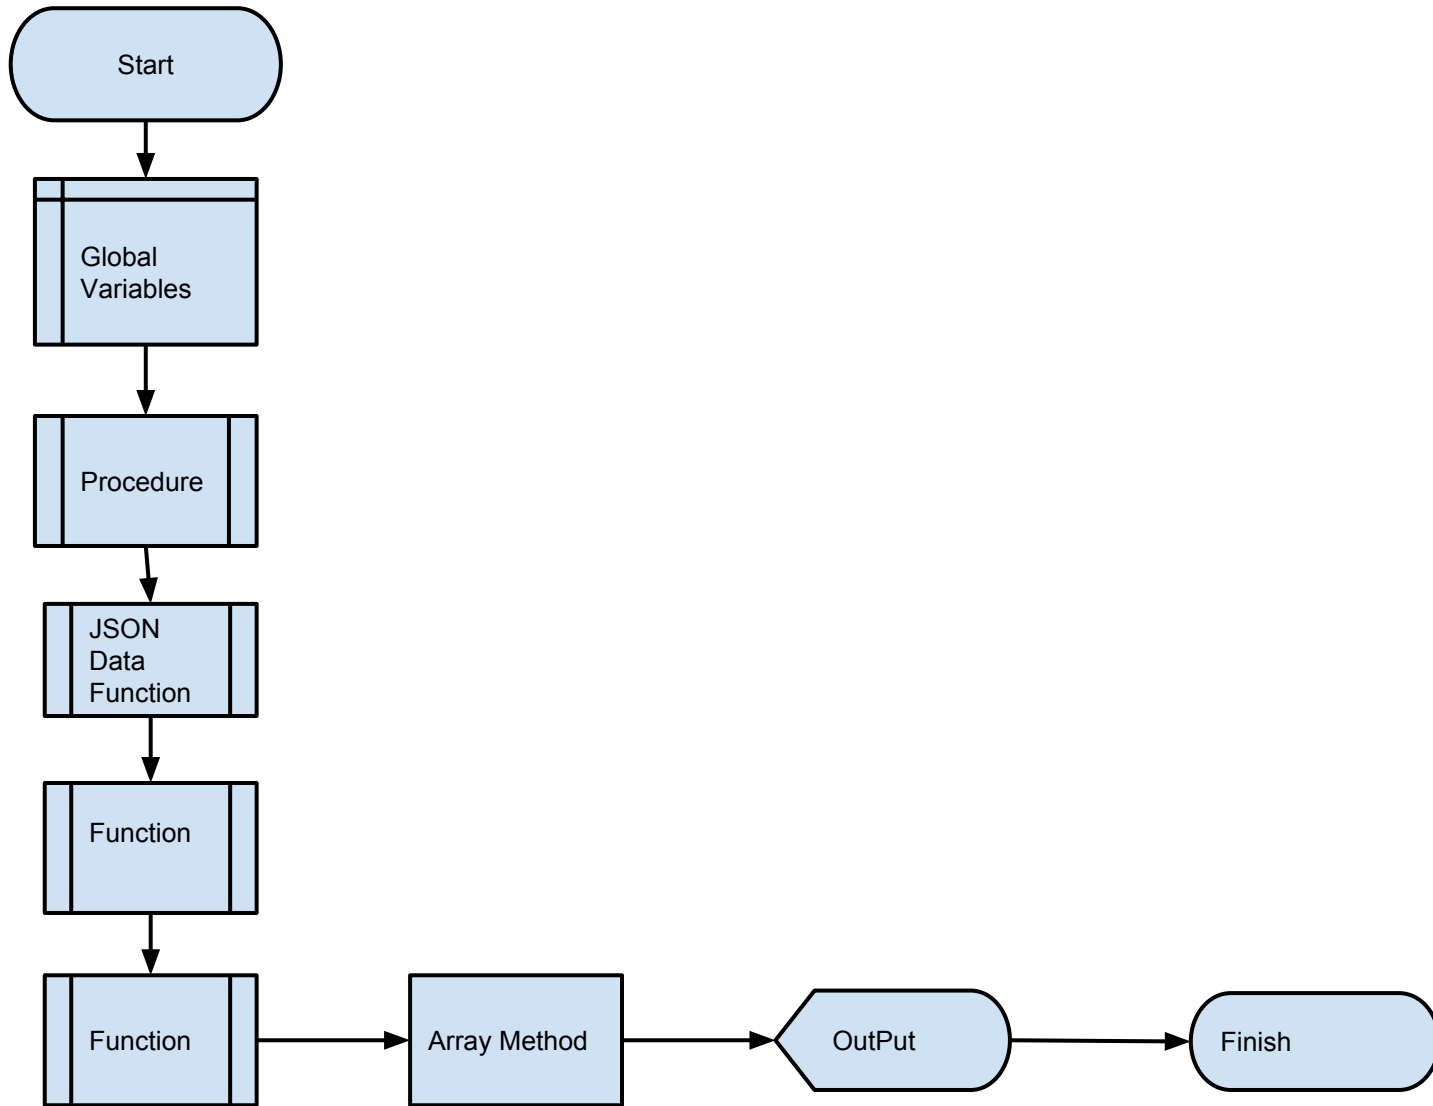 Start
Global
Variables
Procedure
JSON
Data
Function
Function
Function
Array Method
OutPut
Finish